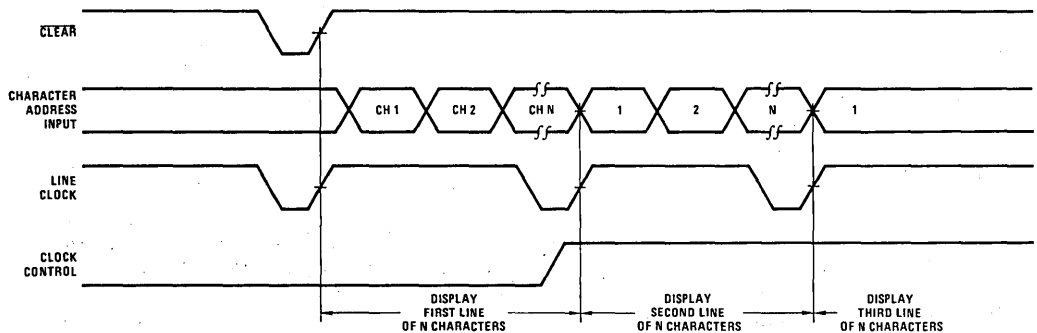 CLEAR
CHARACTER
ADDRESS
INPUT
CH 1 CH 2 CH N 1 2 N 1
LINE
CLOCK
CLOCK
CONTROL
DISPLAY
FIRST LINE
OF N CHARACTERS
DISPLAY
SECOND LINE
OF N CHARACTERS
DISPLAY
THIRD LINE
OF N CHARACTERS